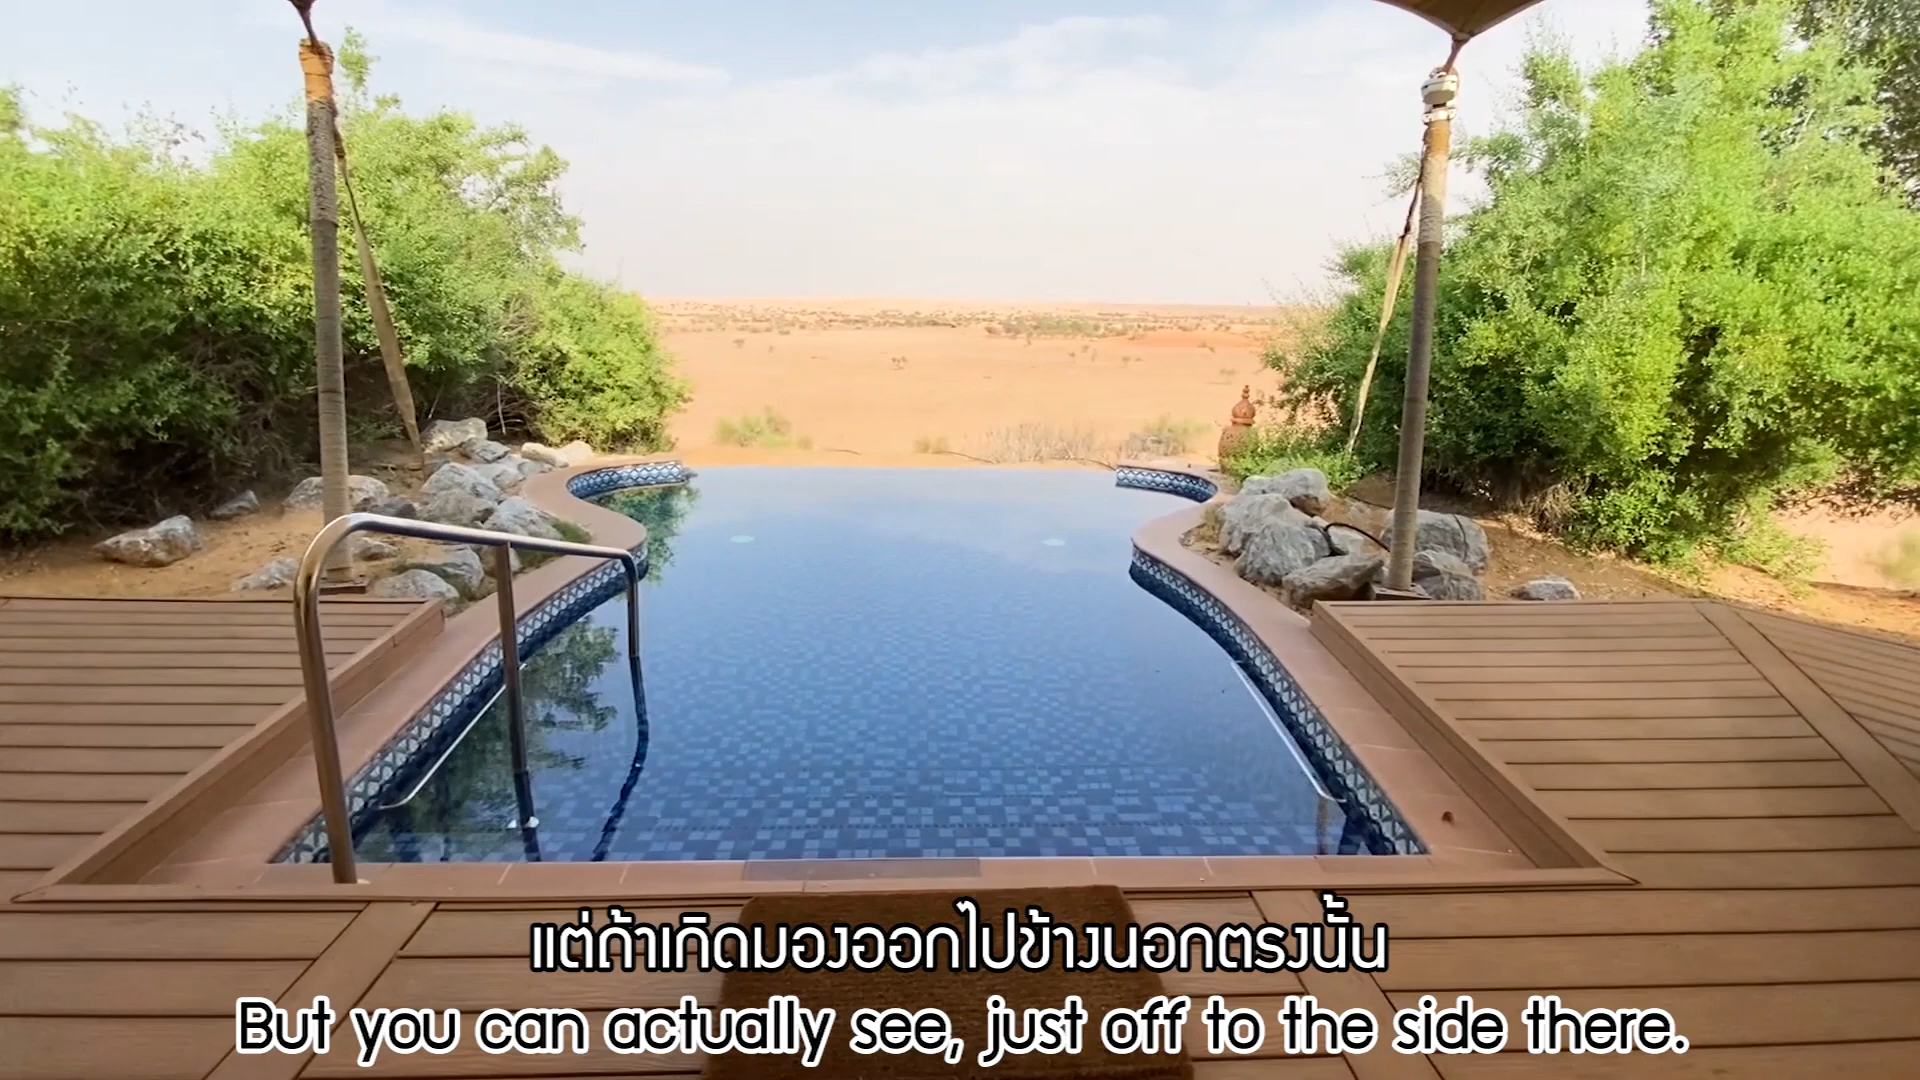 แต่ถ้าเกิดมองออกไปข้างนอกตรงนั้น
But you can actually see, just off to the side there.